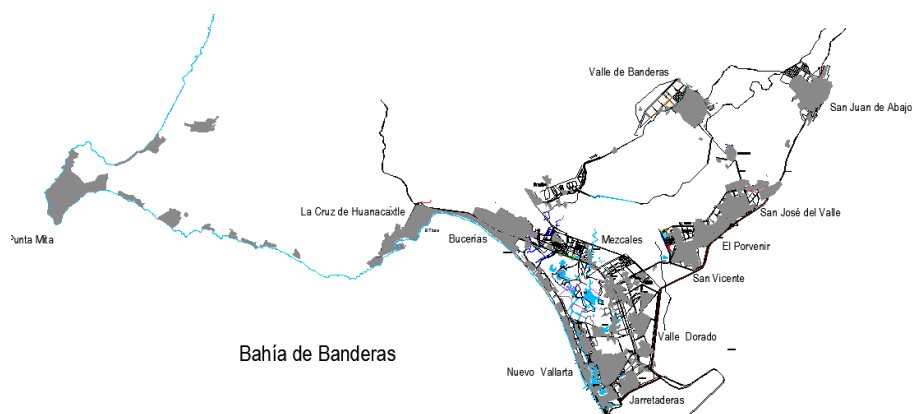 Valle de Banderas
San Juan de Abajo
La Cruz de Huanacaxtle
San José del Valle
Punta Mita
Bucerias
Mezcales
El Porvenir
San Vicente
Valle Dorado
Bahía de Banderas
Nuevo Vallarta
Jarretaderas